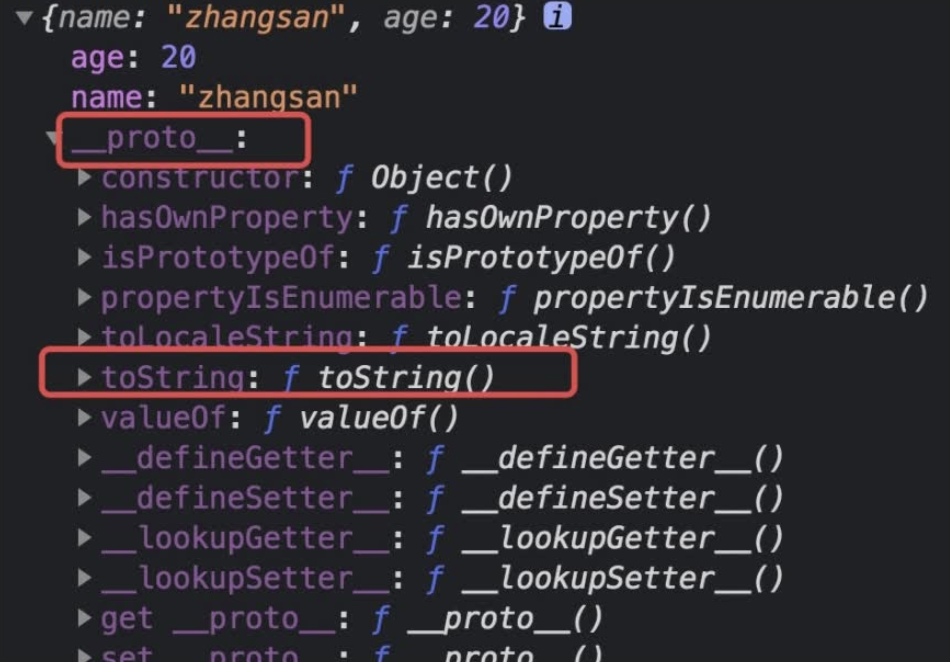 ▼{name: "zhangsan", age: 20} i
age: 20
name: "zhangsan"
▼__proto__:
▶constructor: ƒ Object()
▶hasOwnProperty: ƒ hasOwnProperty()
▶isPrototypeOf: ƒ isPrototypeOf()
▶propertyIsEnumerable: ƒ propertyIsEnumerable()
▶toLocaleString: ƒ toLocaleString()
▶toString: ƒ toString()
▶valueOf: ƒ valueOf()
▶__defineGetter__: ƒ __defineGetter__()
▶__defineSetter__: ƒ __defineSetter__()
▶__lookupGetter__: ƒ __lookupGetter__()
▶__lookupSetter__: ƒ __lookupSetter__()
▶get __proto__: ƒ __proto__()
▶set __proto__: ƒ __proto__()